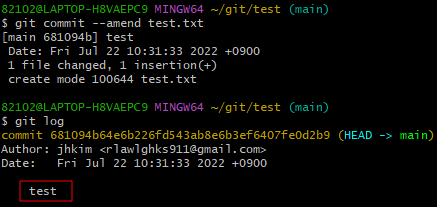 82102@LAPTOP-H8VAEPC9 MINGW64 ~/git/test (main)
$ git commit --amend test.txt
[main 681094b] test
 Date: Fri Jul 22 10:31:33 2022 +0900
 1 file changed, 1 insertion(+)
 create mode 100644 test.txt

82102@LAPTOP-H8VAEPC9 MINGW64 ~/git/test (main)
$ git log
commit 681094b64e6b226fd543ab8e6b3ef6407fe0d2b9 (HEAD -> main)
Author: jhkim <rlawlghks911@gmail.com>
Date:   Fri Jul 22 10:31:33 2022 +0900

    test